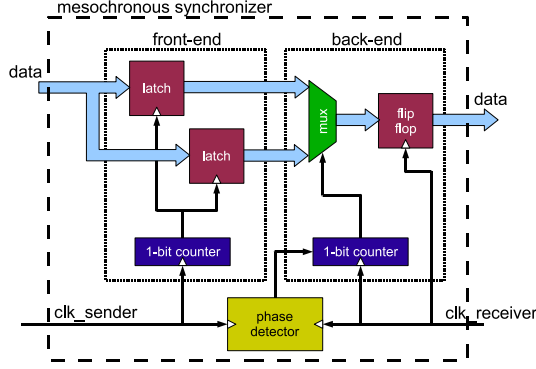 mesochronous synchronizer
front-end
back-end
data
latch
mux
flip
flop
data
latch
1-bit counter
1-bit counter
clk_sender
phase
detector
clk_receiver